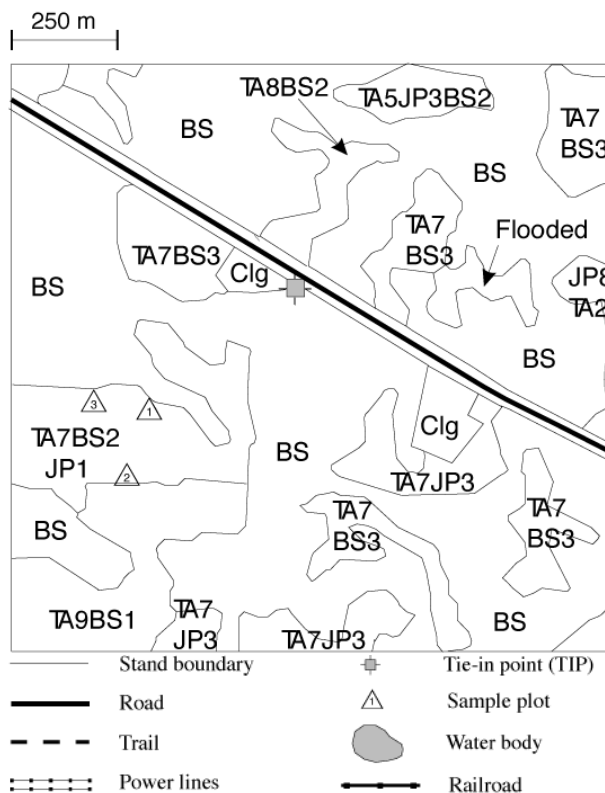 250 m
TA8BS2
TA5JP3BS2
TA7
BS3
BS
BS
TA7
BS3
Flooded
TA7BS3
Clg
BS
JP8
TA2
BS
3
1
TA7BS2
JP1
2
Clg
BS
TA7JP3
TA7
BS3
TA7
BS3
BS
TA9BS1
TA7
JP3
TA7JP3
BS
Stand boundary
Tie-in point (TIP)
Road
1
Sample plot
Trail
Water body
Power lines
Railroad